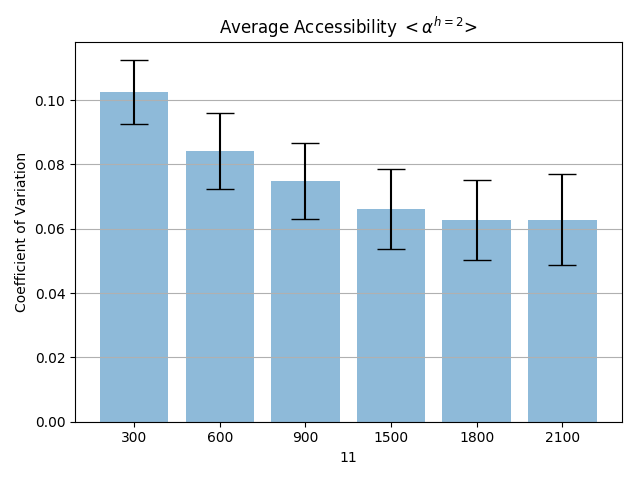 Average Accessibility < α^{h=2} >
0.10
0.08
0.06
0.04
0.02
0.00
Coefficient of Variation
300 600 900 1500 1800 2100
11